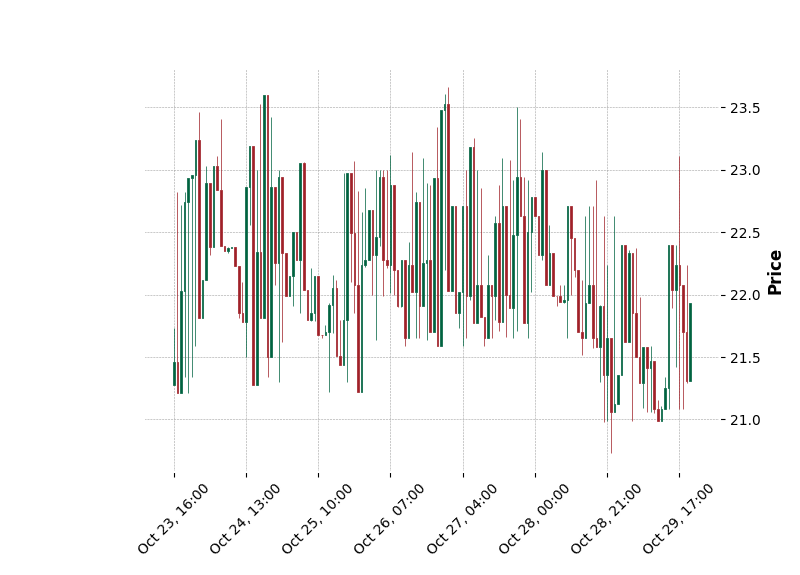 23.5
23.0
22.5
22.0
21.5
21.0
Price
Oct 23, 16:00
Oct 24, 13:00
Oct 25, 10:00
Oct 26, 07:00
Oct 27, 04:00
Oct 28, 00:00
Oct 28, 21:00
Oct 29, 17:00